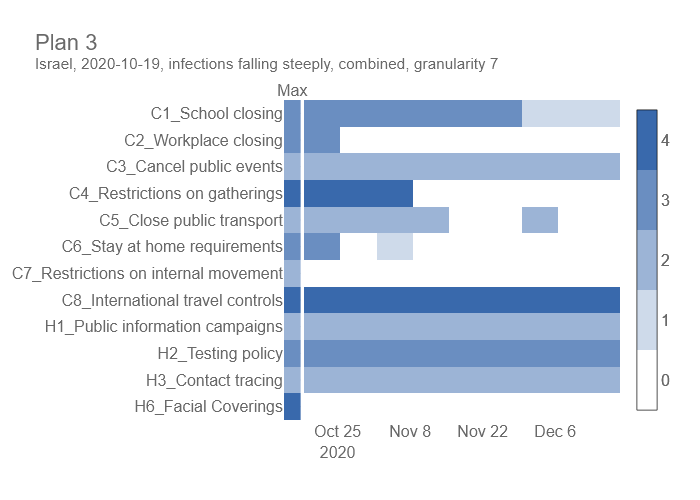 Plan 3
Israel, 2020-10-19, infections falling steeply, combined, granularity 7
Max
C1_School closing
C2_Workplace closing
C3_Cancel public events
C4_Restrictions on gatherings
C5_Close public transport
C6_Stay at home requirements
C7_Restrictions on internal movement
C8_International travel controls
H1_Public information campaigns
H2_Testing policy
H3_Contact tracing
H6_Facial Coverings
Oct 25 Nov 8 Nov 22 Dec 6
2020
4
3
2
1
0